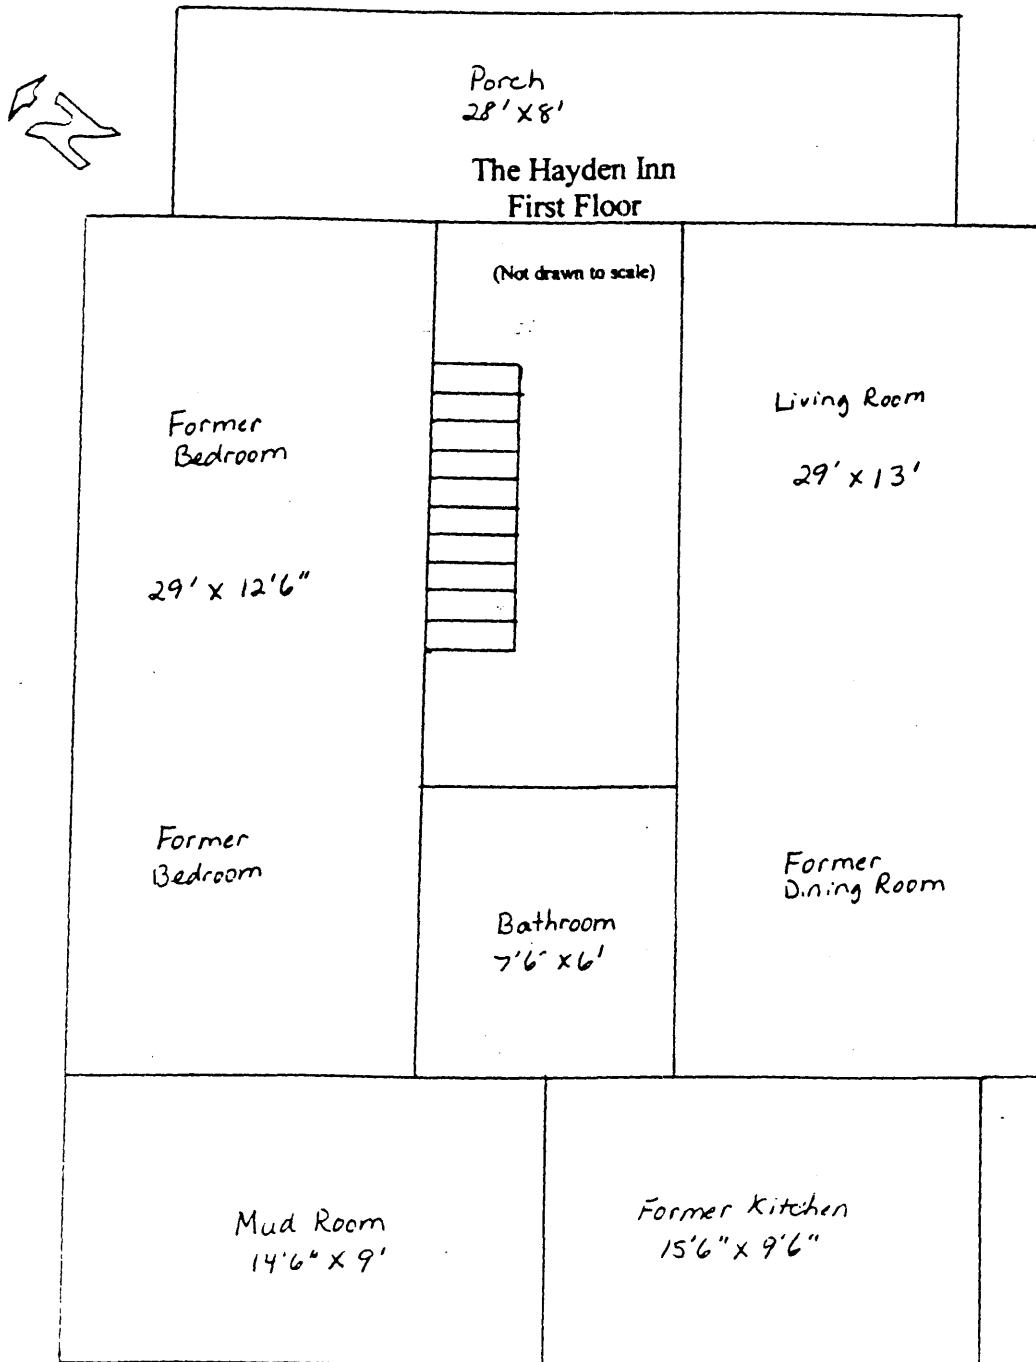 Porch
28' x 8'
N
The Hayden Inn
First Floor
(Not drawn to scale)
Former
Bedroom
29' x 12'6"
Living Room
29' x 13'
Former
Bedroom
Bathroom
7'6" x 6'
Former
Dining Room
Mud Room
14'6" x 9'
Former Kitchen
15'6" x 9'6"